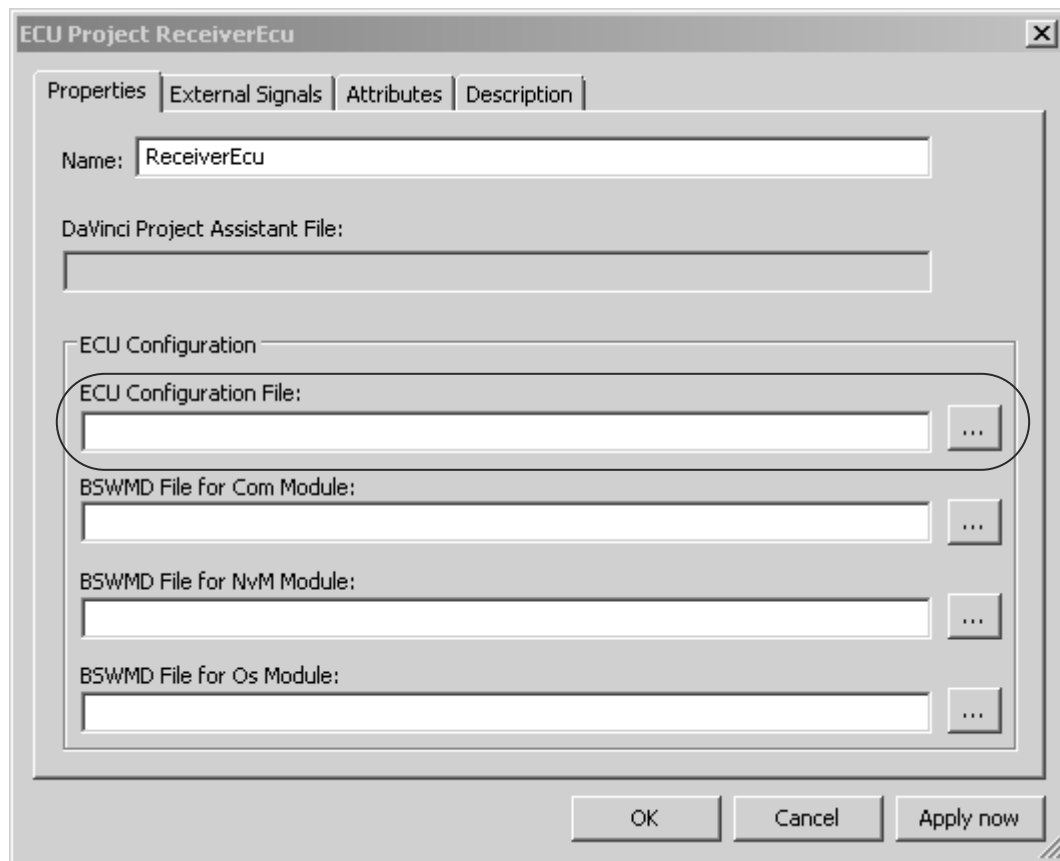 ECU Project ReceiverEcu
Properties External Signals Attributes Description
Name: ReceiverEcu
DaVinci Project Assistant File:
ECU Configuration
ECU Configuration File:
...
BSWMD File for Com Module:
...
BSWMD File for NvM Module:
...
BSWMD File for Os Module:
...
OK Cancel Apply now